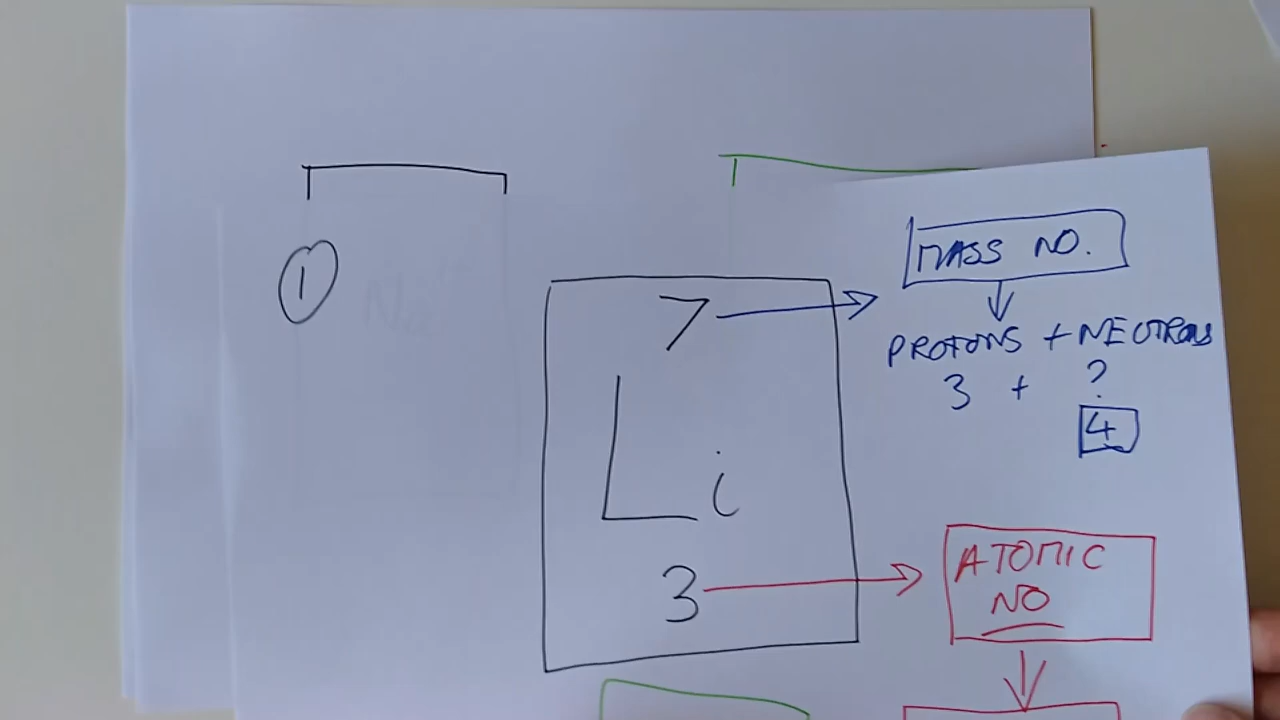 1
7
Li
3
MASS NO.
PROTONS + NEUTRONS
3 + ?
4
ATOMIC
NO